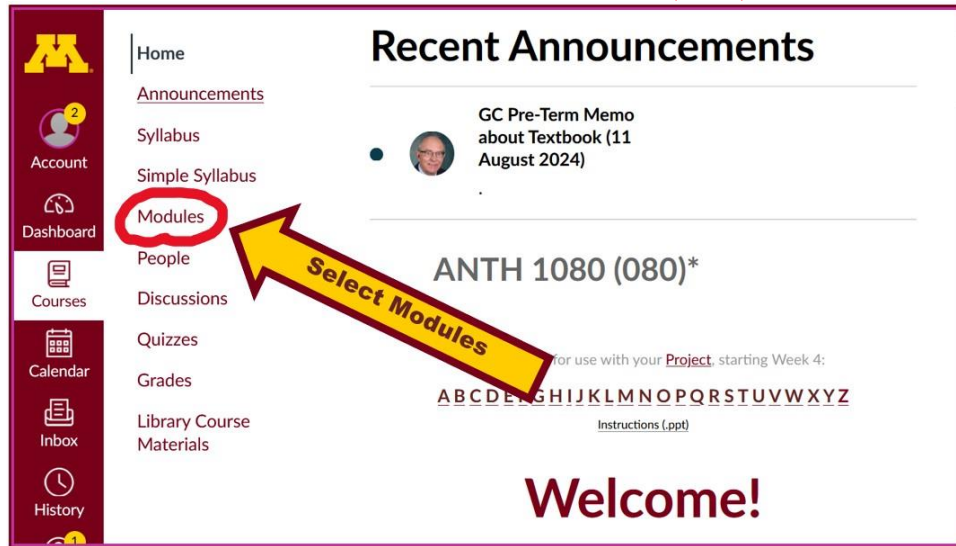 M
2
Account
Dashboard
Courses
Calendar
Inbox
History
1
Home
Announcements
Syllabus
Simple Syllabus
Modules
People
Discussions
Quizzes
Grades
Library Course
Materials
Select Modules
Recent Announcements
GC Pre-Term Memo
about Textbook (11
August 2024)
.
ANTH 1080 (080)*
for use with your Project, starting Week 4:
A B C D E G H I J K L M N O P Q R S T U V W X Y Z
Instructions (.ppt)
Welcome!